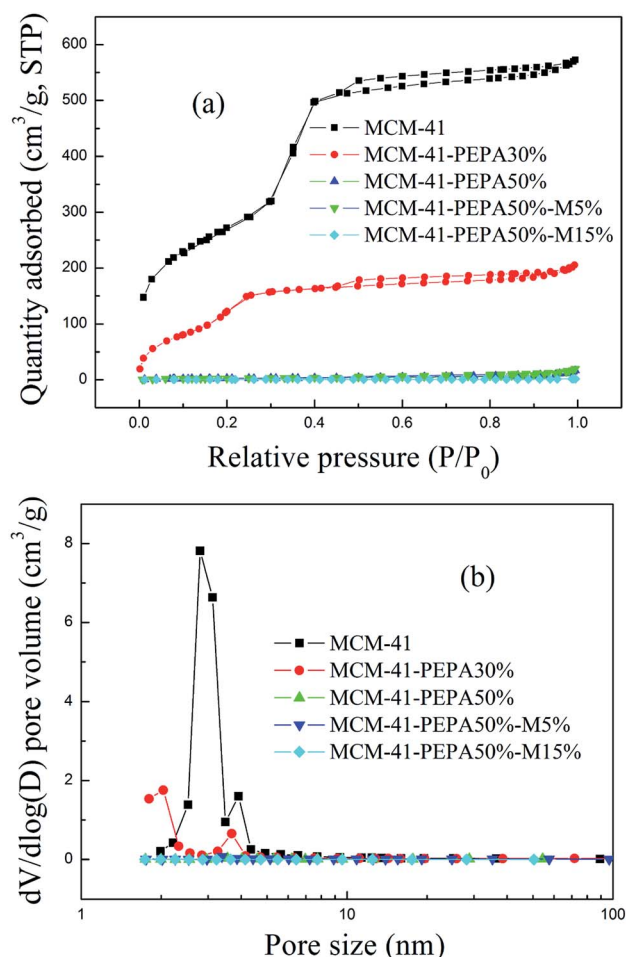 600
500
400
300
200
100
0
Quantity adsorbed (cm³/g, STP)
(a)
MCM-41
MCM-41-PEPA30%
MCM-41-PEPA50%
MCM-41-PEPA50%-M5%
MCM-41-PEPA50%-M15%
0.0 0.2 0.4 0.6 0.8 1.0
Relative pressure (P/P₀)
8
6
4
2
0
dV/dlog(D) pore volume (cm³/g)
(b)
MCM-41
MCM-41-PEPA30%
MCM-41-PEPA50%
MCM-41-PEPA50%-M5%
MCM-41-PEPA50%-M15%
1 10 100
Pore size (nm)